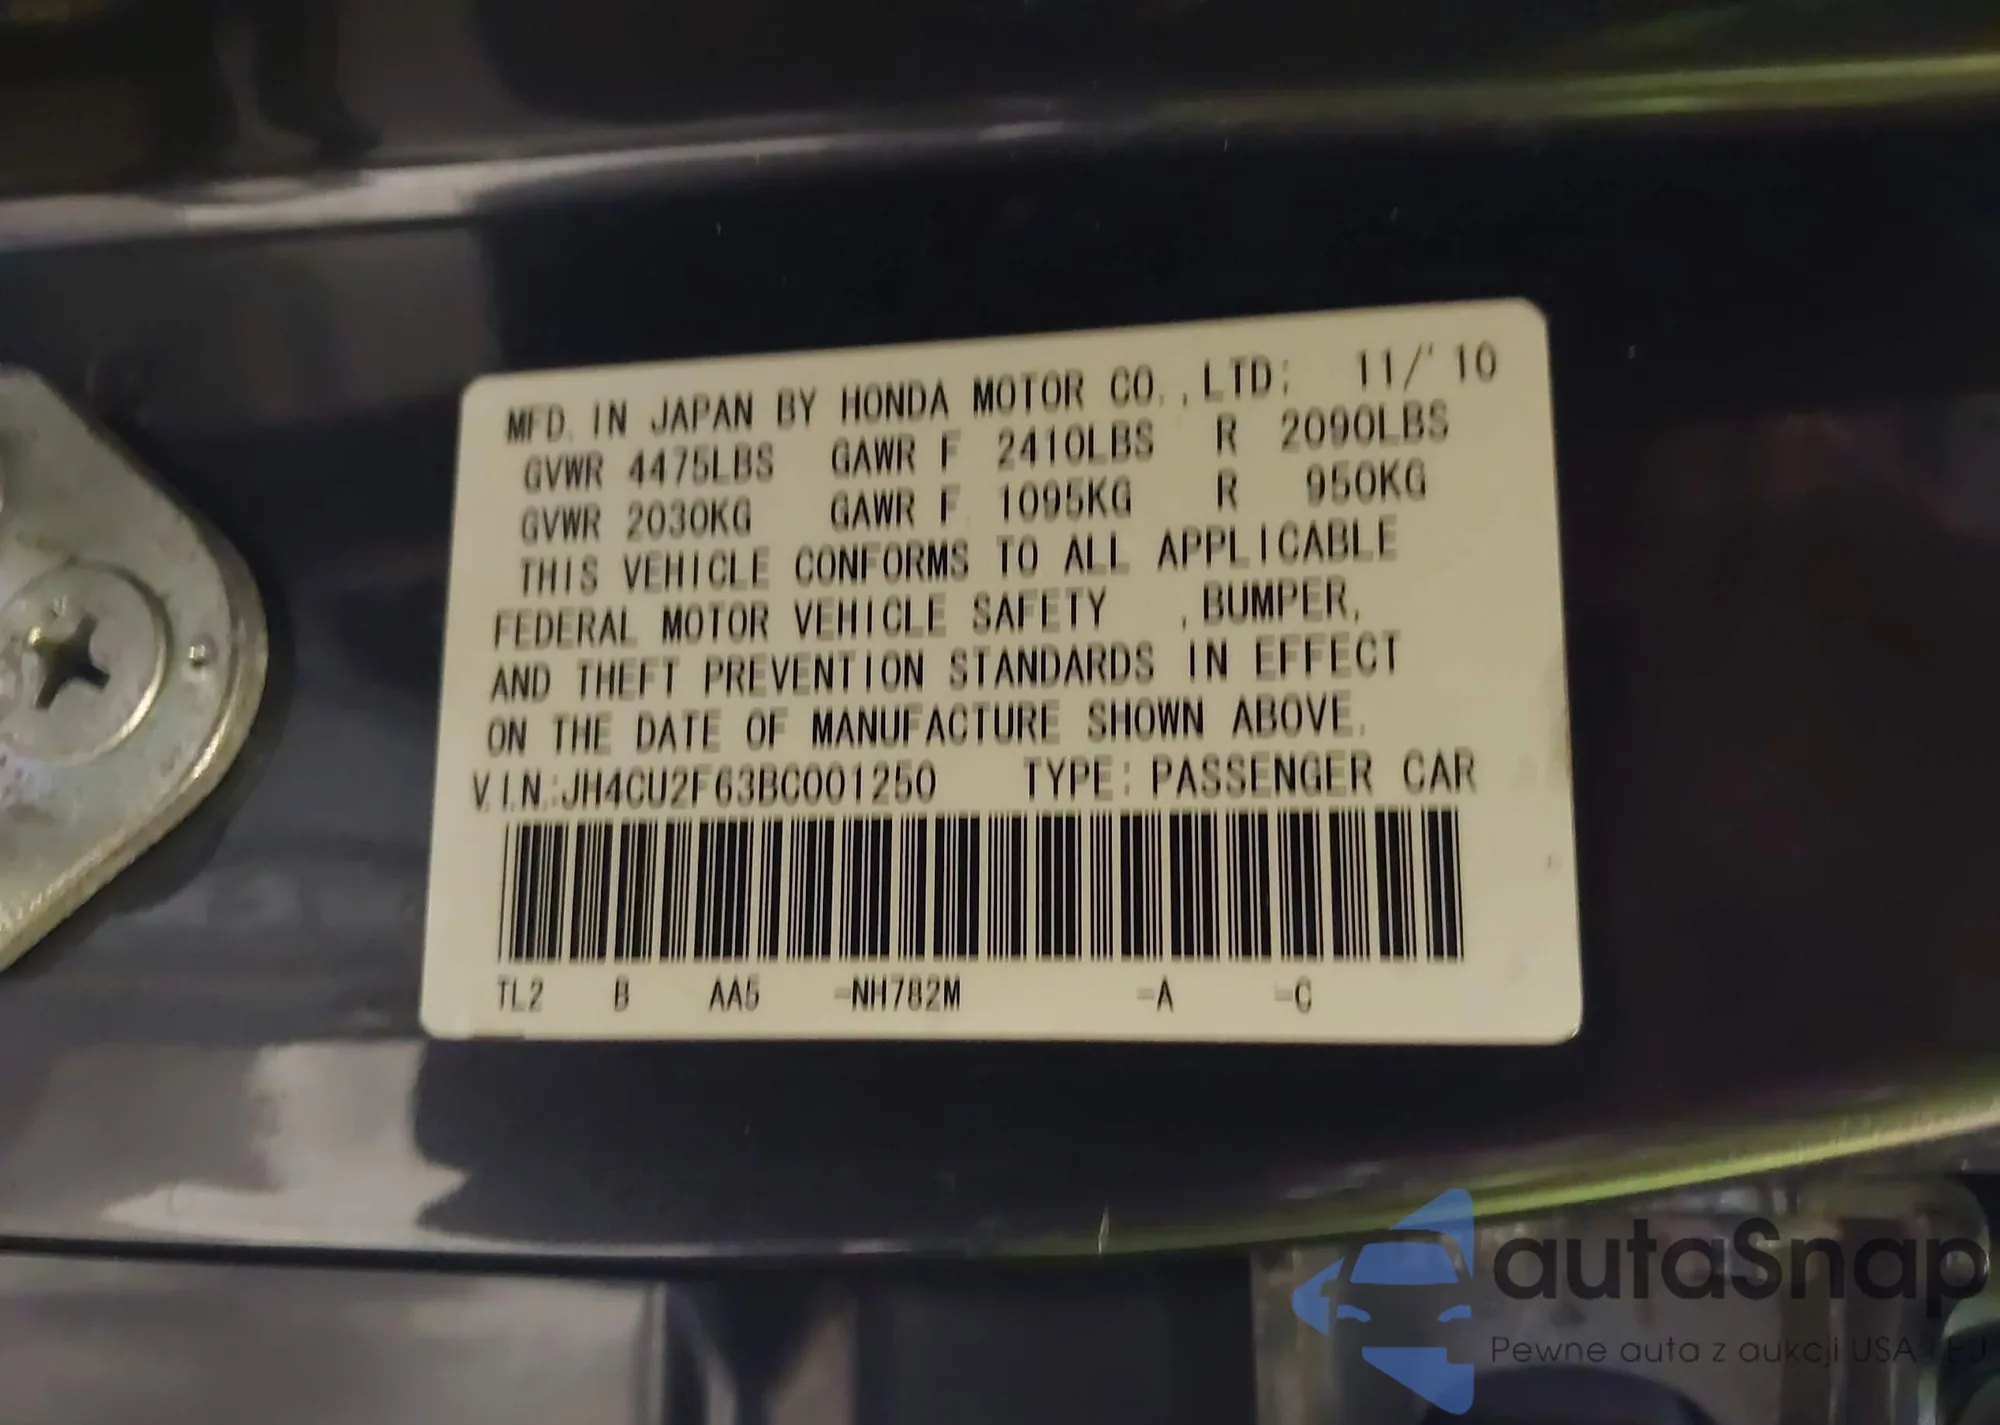 MFD. IN JAPAN BY HONDA MOTOR CO., LTD; 11/'10
GVWR 4475LBS GAWR F 2410LBS R 2090LBS
GVWR 2030KG GAWR F 1095KG R 950KG
THIS VEHICLE CONFORMS TO ALL APPLICABLE
FEDERAL MOTOR VEHICLE SAFETY , BUMPER,
AND THEFT PREVENTION STANDARDS IN EFFECT
ON THE DATE OF MANUFACTURE SHOWN ABOVE.
V.I.N.:JH4CU2F63BC001250 TYPE: PASSENGER CAR
TL2 B AA5 -NH782M -A -C
autaSnap
Pewne auta z aukcji USA i EU